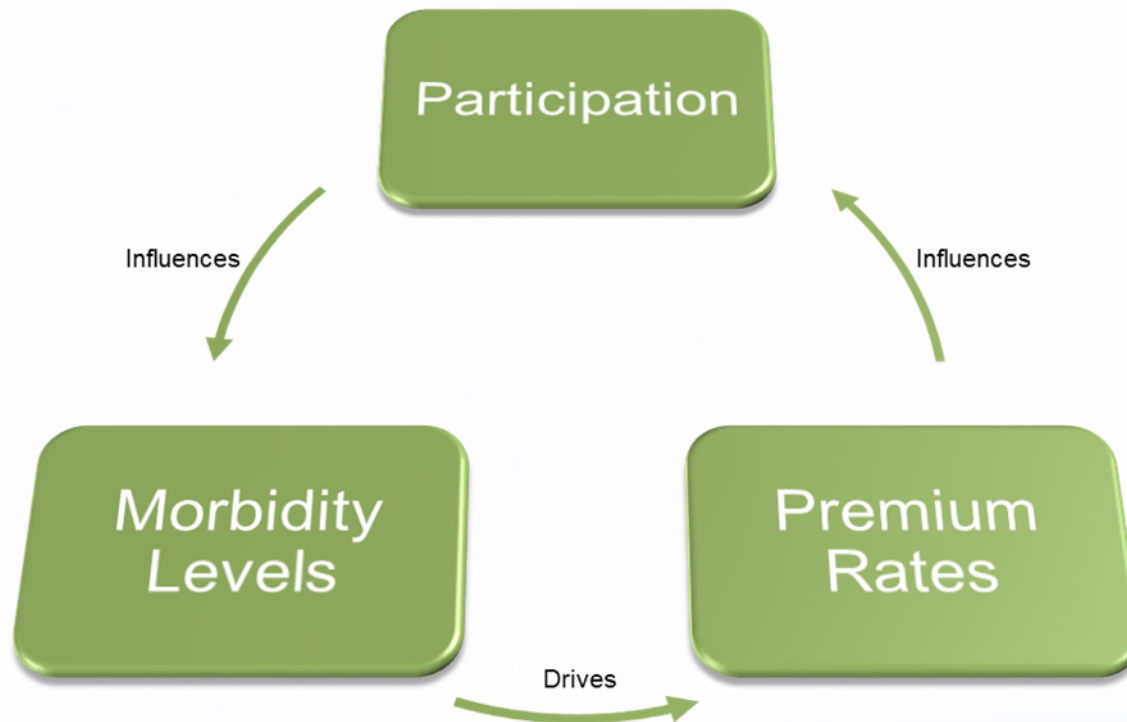 Participation
Influences
Influences
Morbidity
Levels
Premium
Rates
Drives